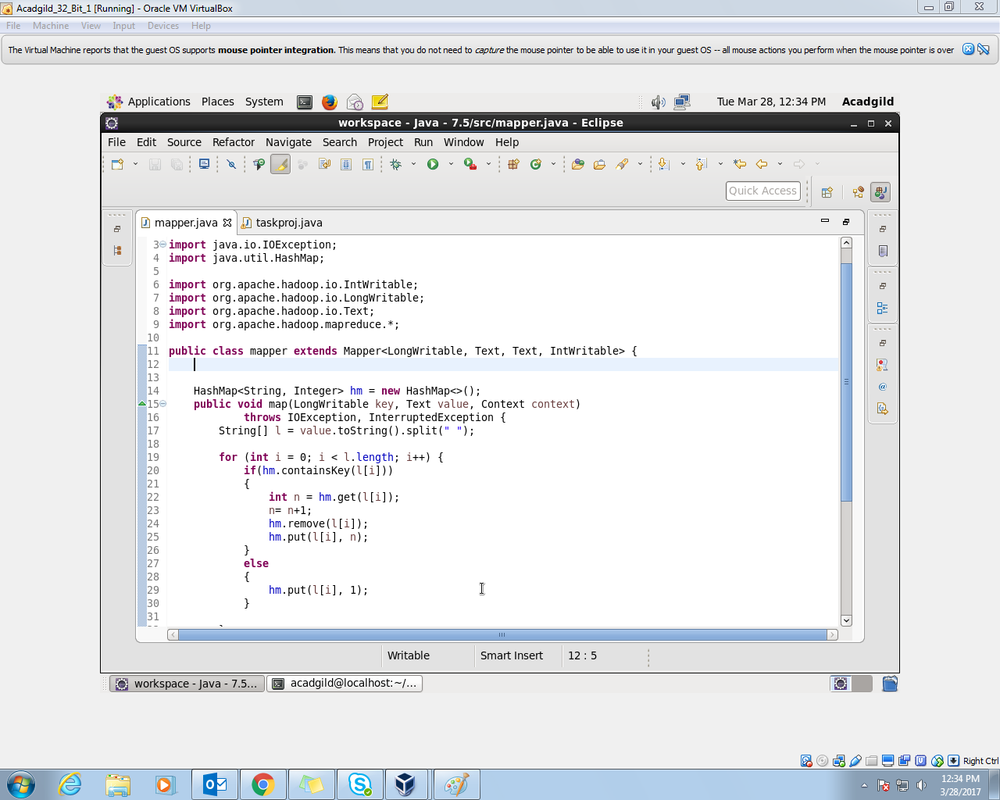 Acadgild_32_Bit_1 [Running] - Oracle VM VirtualBox
File Machine View Input Devices Help
The Virtual Machine reports that the guest OS supports mouse pointer integration. This means that you do not need to capture the mouse pointer to be able to use it in your guest OS -- all mouse actions you perform when the mouse pointer is over
Applications Places System Tue Mar 28, 12:34 PM Acadgild
workspace - Java - 7.5/src/mapper.java - Eclipse
File Edit Source Refactor Navigate Search Project Run Window Help
Quick Access
mapper.java taskproj.java
3 import java.io.IOException;
4 import java.util.HashMap;
5
6 import org.apache.hadoop.io.IntWritable;
7 import org.apache.hadoop.io.LongWritable;
8 import org.apache.hadoop.io.Text;
9 import org.apache.hadoop.mapreduce.*;
10
11 public class mapper extends Mapper<LongWritable, Text, Text, IntWritable> {
12
13
14 HashMap<String, Integer> hm = new HashMap<>();
15 public void map(LongWritable key, Text value, Context context)
16 throws IOException, InterruptedException {
17 String[] l = value.toString().split(" ");
18
19 for (int i = 0; i < l.length; i++) {
20 if(hm.containsKey(l[i]))
21 {
22 int n = hm.get(l[i]);
23 n= n+1;
24 hm.remove(l[i]);
25 hm.put(l[i], n);
26 }
27 else
28 {
29 hm.put(l[i], 1);
30 }
31
Writable Smart Insert 12 : 5
workspace - Java - 7.5... acadgild@localhost:~/...
Right Ctrl
12:34 PM
3/28/2017